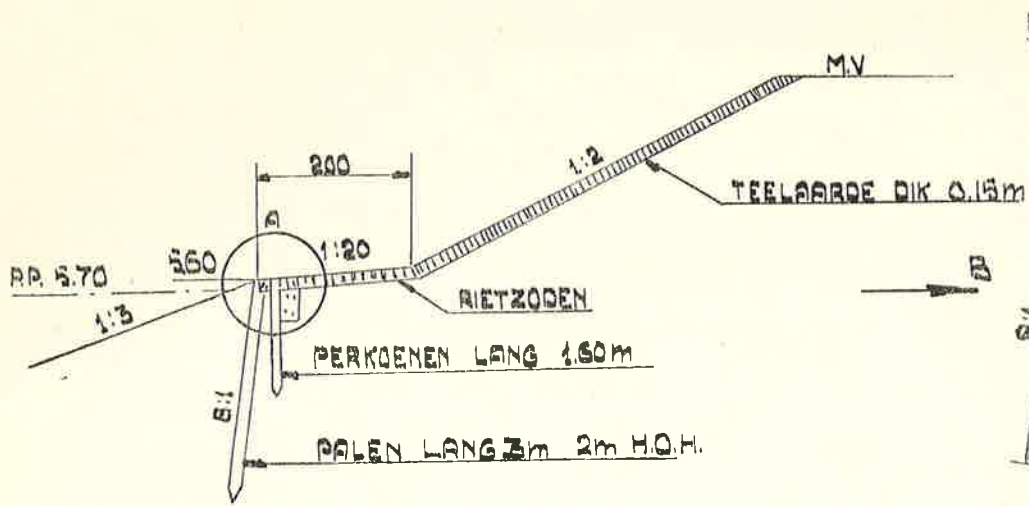 M.V
1:2
200
TEELAARDE DIK 0,15m
A
1:20
5.60
P.P. 5.70
B
RIETZODEN
1:3
PERKOENEN LANG 1.60m
8:1
PALEN LANG 3m 2m H.O.H.